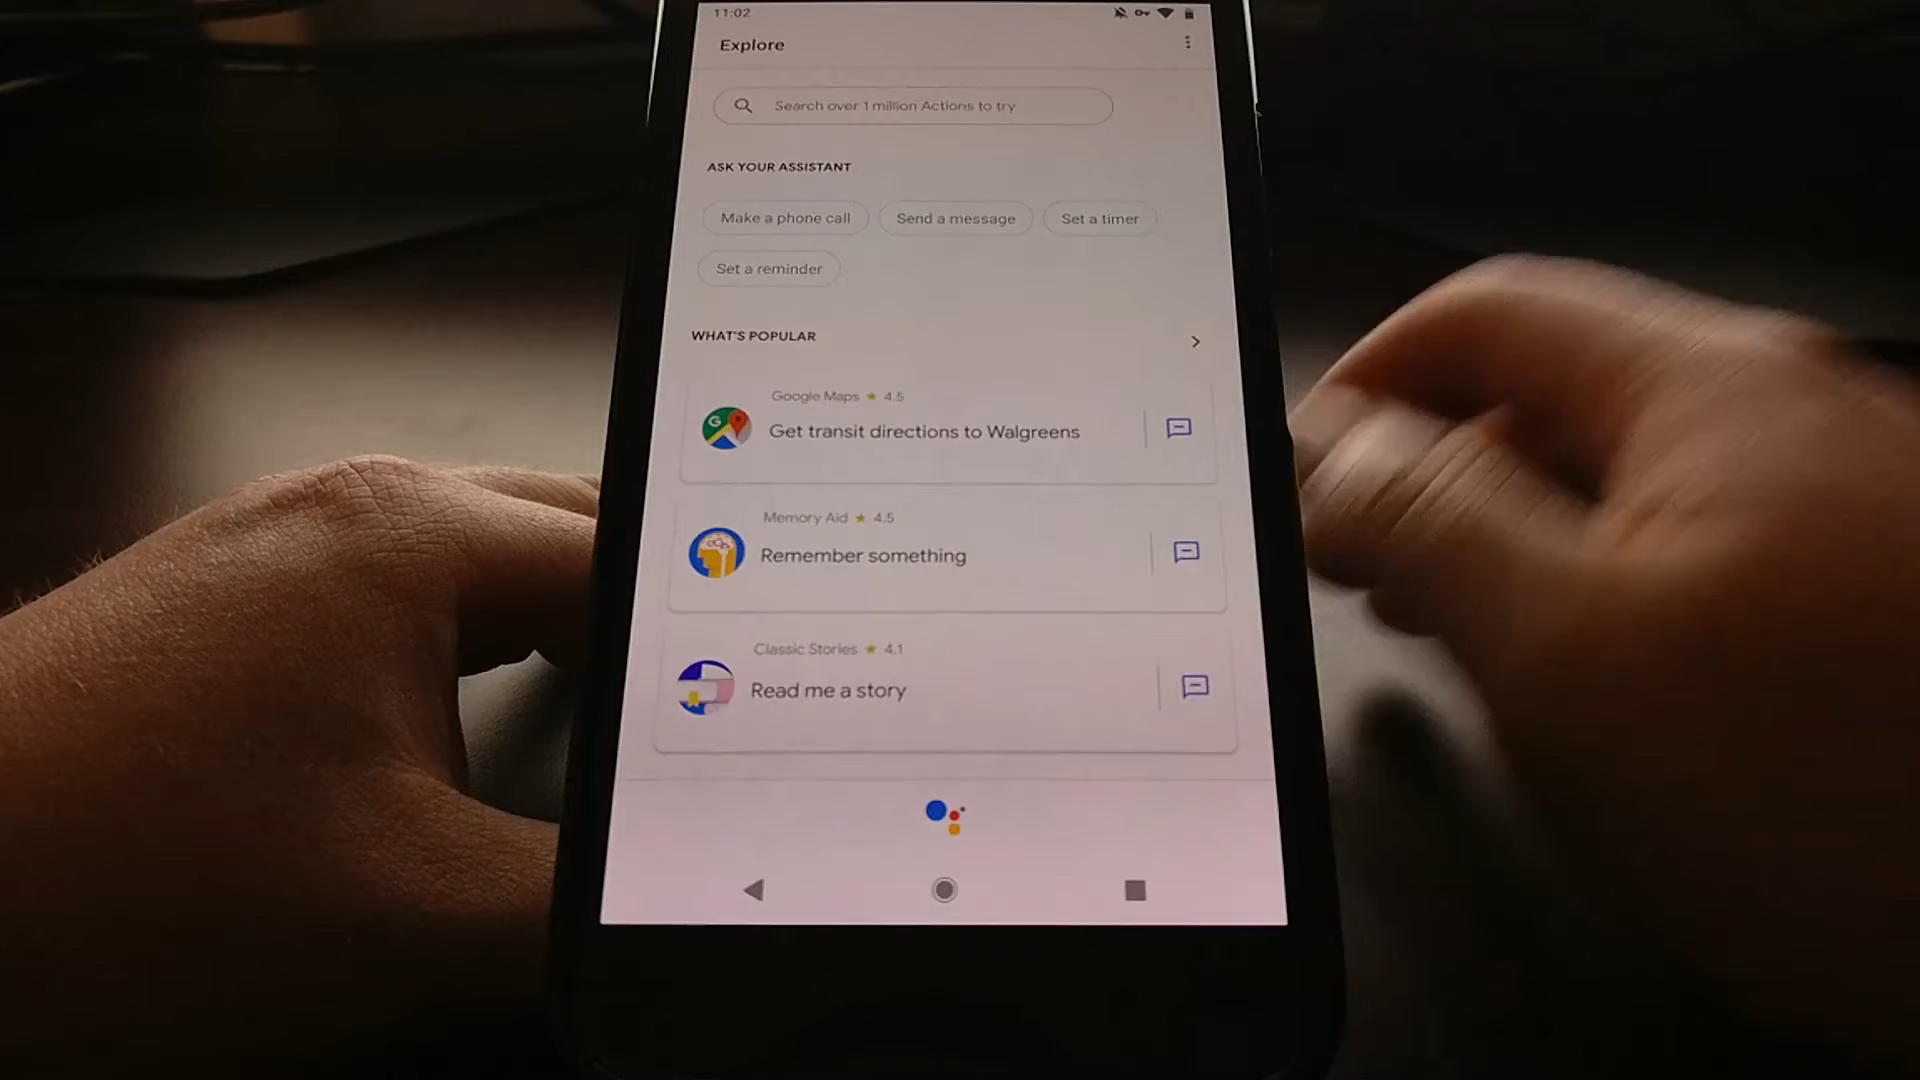 11:02
Explore
Search over 1 million Actions to try
ASK YOUR ASSISTANT
Make a phone call
Send a message
Set a timer
Set a reminder
WHAT'S POPULAR
Google Maps ★ 4.5
Get transit directions to Walgreens
Memory Aid ★ 4.5
Remember something
Classic Stories ★ 4.1
Read me a story